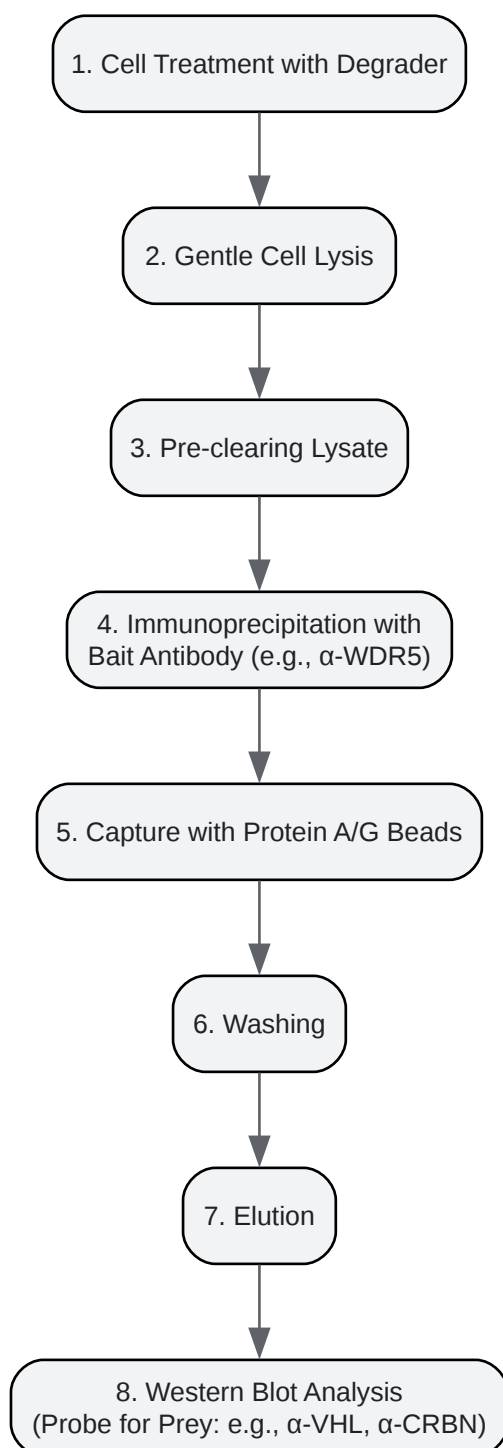 1. Cell Treatment with Degrader
2. Gentle Cell Lysis
3. Pre-clearing Lysate
4. Immunoprecipitation with
Bait Antibody (e.g., α-WDR5)
5. Capture with Protein A/G Beads
6. Washing
7. Elution
8. Western Blot Analysis
(Probe for Prey: e.g., α-VHL, α-CRBN)